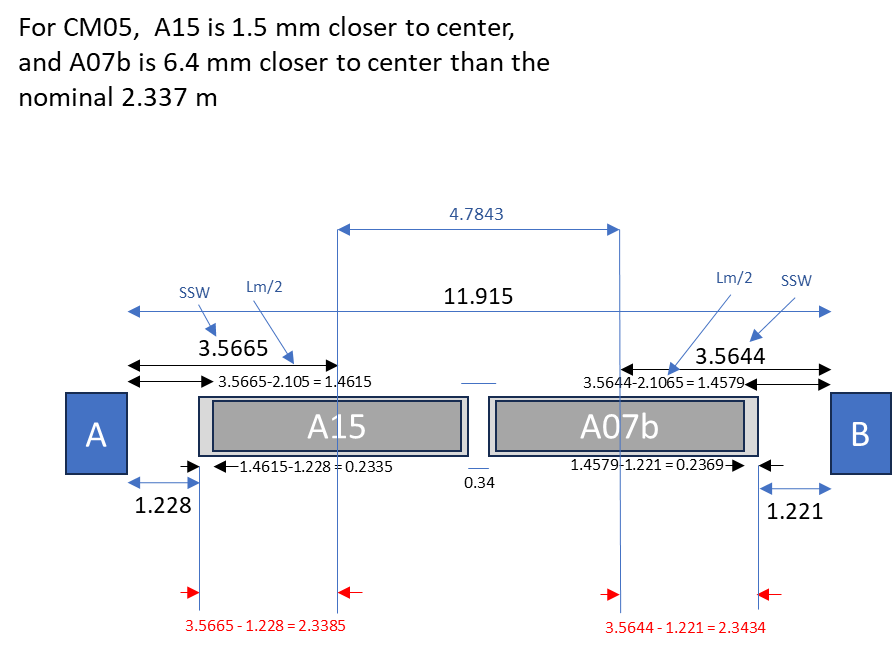 For CM05,  A15 is 1.5 mm closer to center,
and A07b is 6.4 mm closer to center than the
nominal 2.337 m
4.7843
SSW
Lm/2
11.915
Lm/2
SSW
3.5665
3.5644
3.5665-2.105 = 1.4615
3.5644-2.1065 = 1.4579
A
A15
A07b
B
1.4615-1.228 = 0.2335
1.4579-1.221 = 0.2369
0.34
1.228
1.221
3.5665 - 1.228 = 2.3385
3.5644 - 1.221 = 2.3434